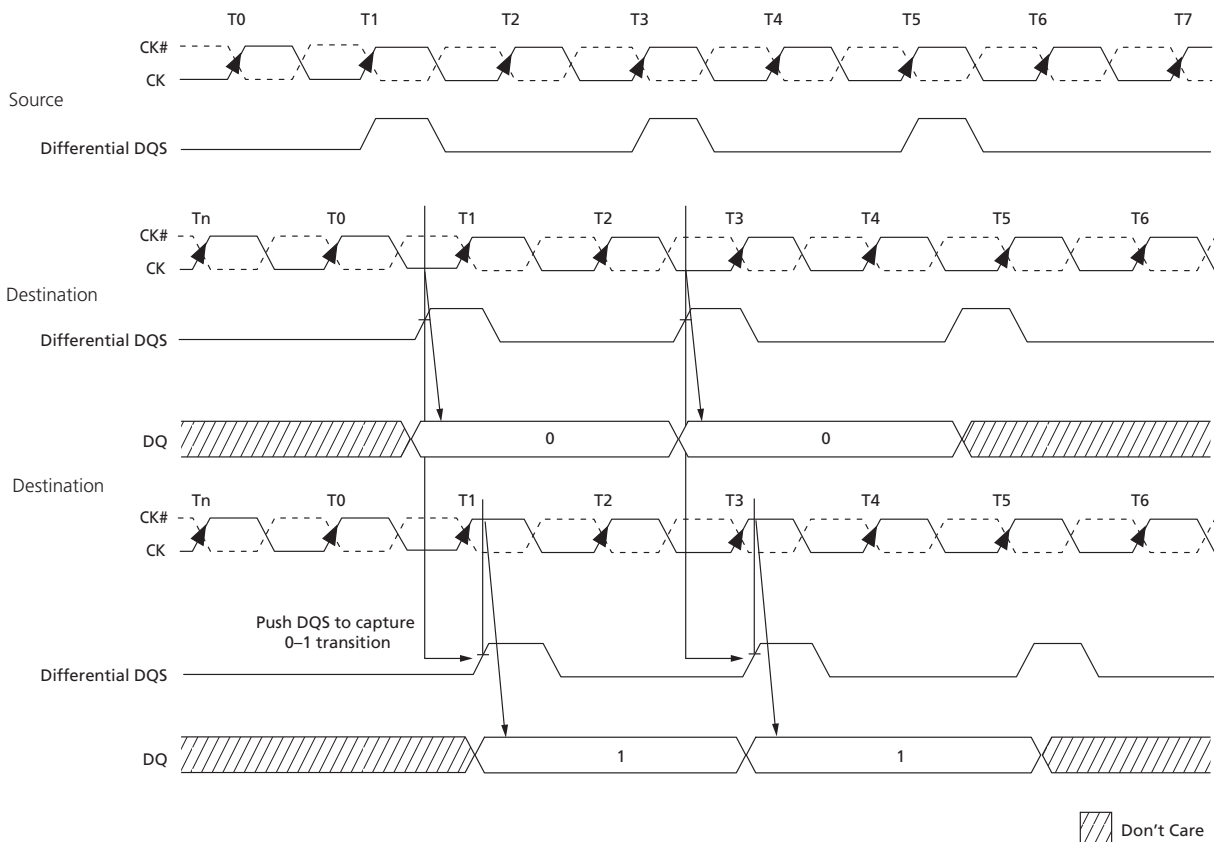 T0 T1 T2 T3 T4 T5 T6 T7
CK#
CK
Source
Differential DQS
Tn T0 T1 T2 T3 T4 T5 T6
CK#
CK
Destination
Differential DQS
DQ 0 0
Destination
Tn T0 T1 T2 T3 T4 T5 T6
CK#
CK
Push DQS to capture
0–1 transition
Differential DQS
DQ 1 1
Don't Care